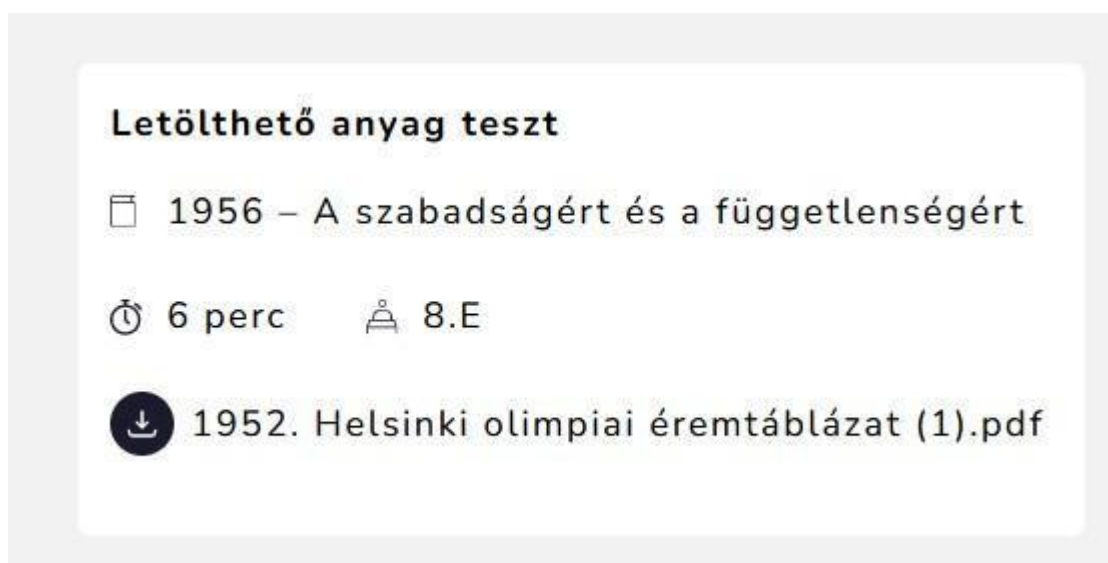 Letölthető anyag teszt
1956 – A szabadságért és a függetlenségért
6 perc 8.E
1952. Helsinki olimpiai éremtáblázat (1).pdf